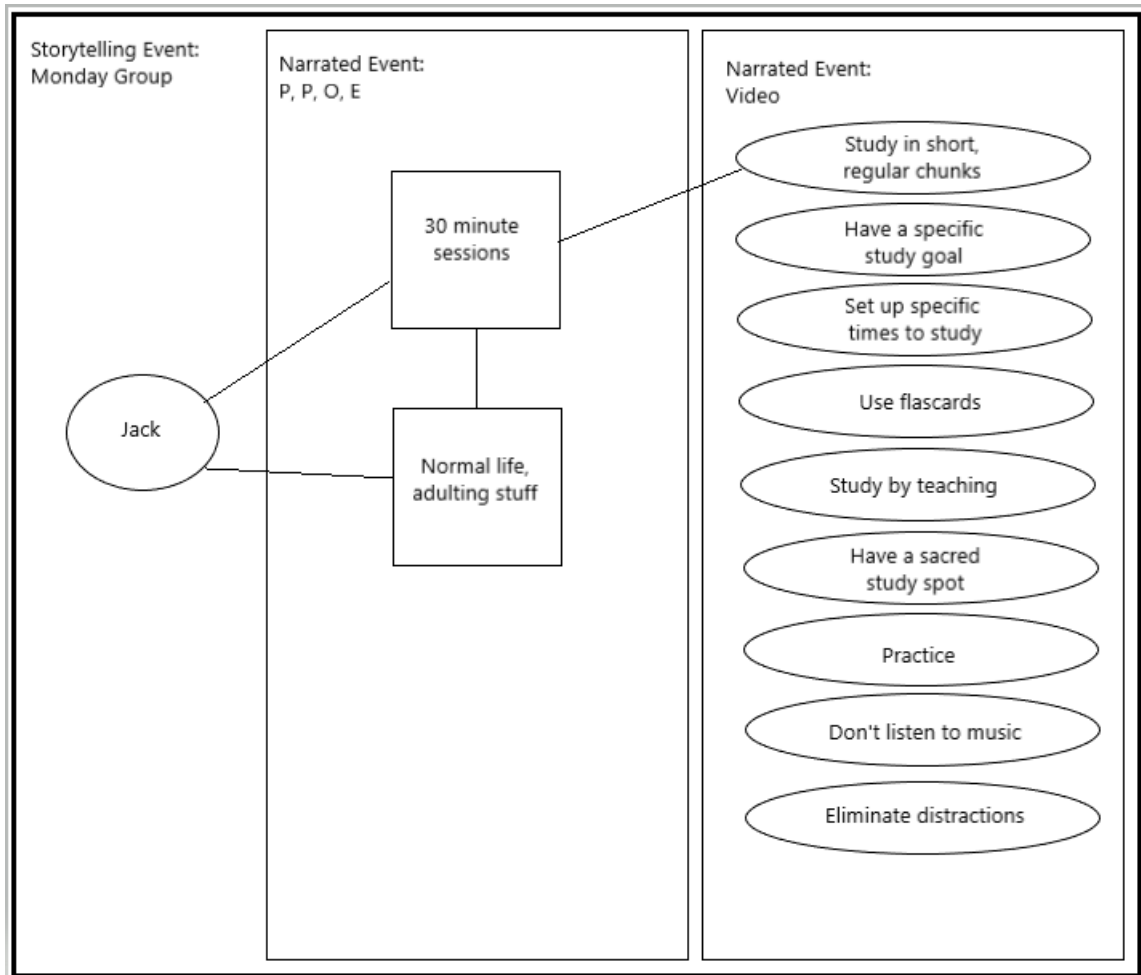 Storytelling Event:
Monday Group
Narrated Event:
P, P, O, E
30 minute
sessions
Jack
Normal life,
adulting stuff
Narrated Event:
Video
Study in short,
regular chunks
Have a specific
study goal
Set up specific
times to study
Use flascards
Study by teaching
Have a sacred
study spot
Practice
Don't listen to music
Eliminate distractions